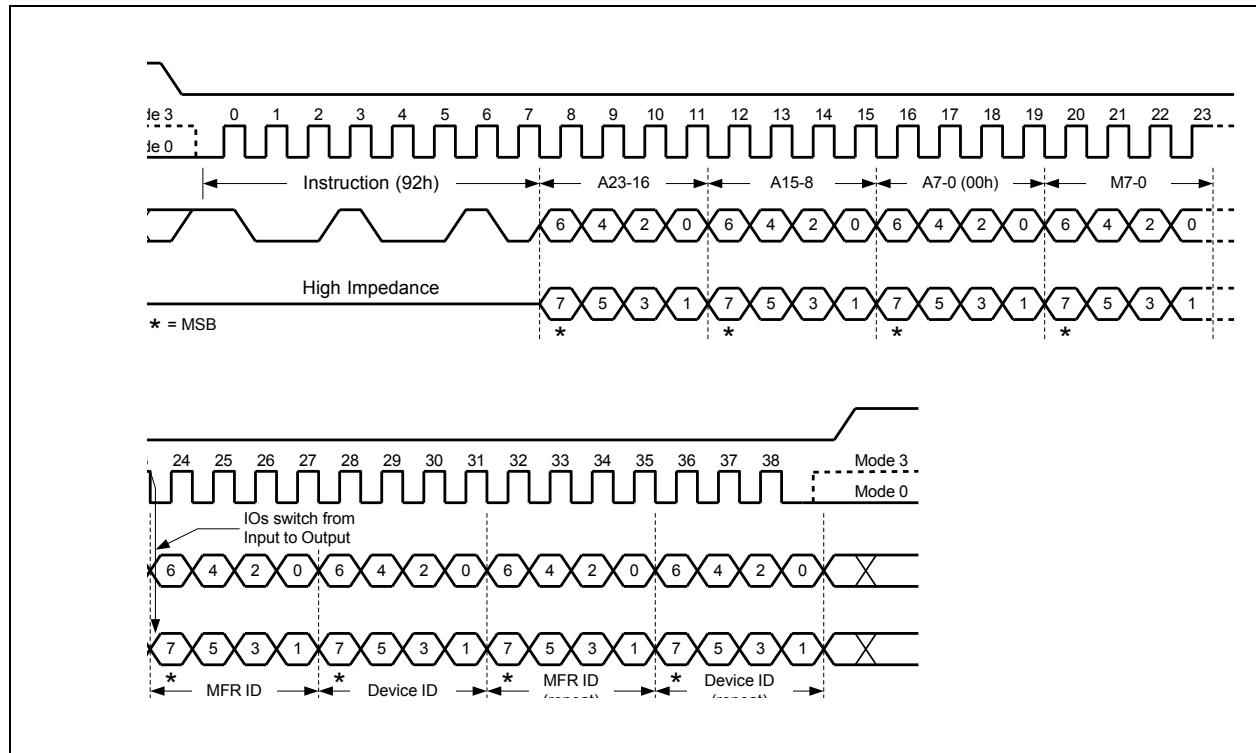 de 3
0 1 2 3 4 5 6 7 8 9 10 11 12 13 14 15 16 17 18 19 20 21 22 23
de 0
Instruction (92h) A23-16 A15-8 A7-0 (00h) M7-0
6 4 2 0 6 4 2 0 6 4 2 0 6 4 2 0
High Impedance
7 5 3 1 7 5 3 1 7 5 3 1 7 5 3 1
* = MSB
* * * *
24 25 26 27 28 29 30 31 32 33 34 35 36 37 38
Mode 3
Mode 0
IOs switch from
Input to Output
6 4 2 0 6 4 2 0 6 4 2 0 6 4 2 0
7 5 3 1 7 5 3 1 7 5 3 1 7 5 3 1
* * * *
MFR ID Device ID MFR ID Device ID
(repeat) (repeat)